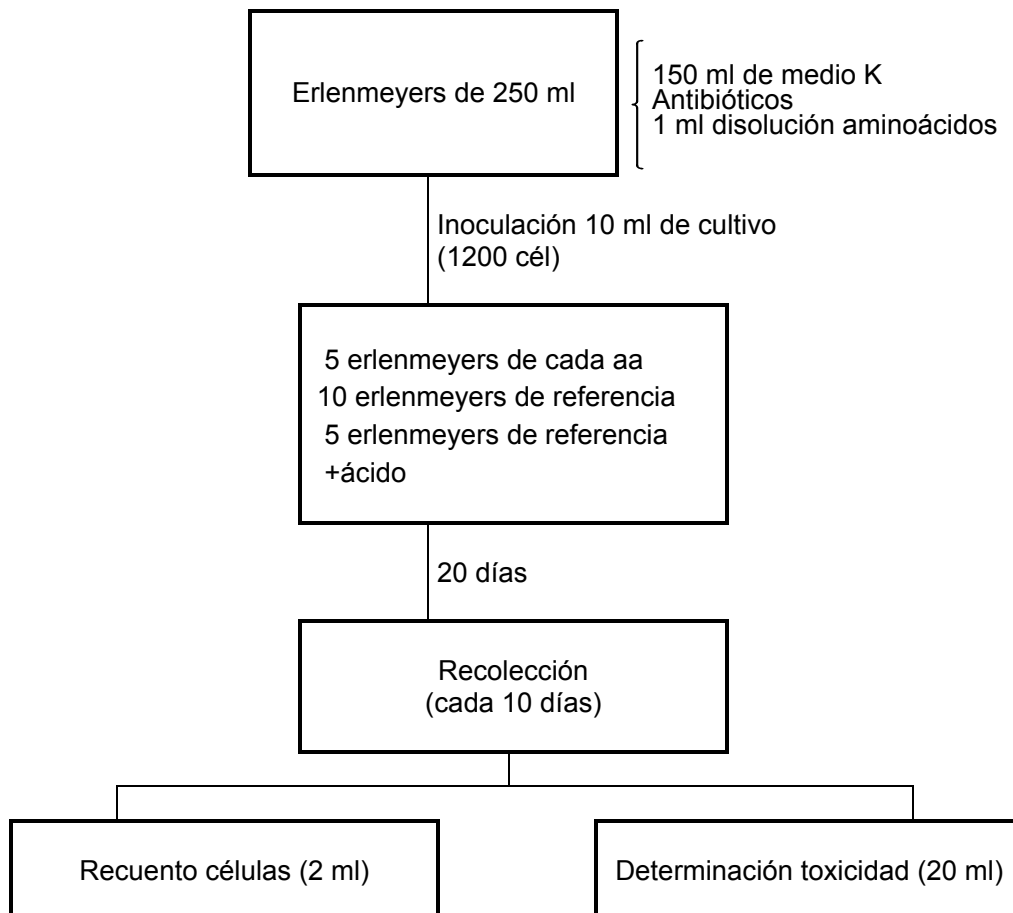 Erlenmeyers de 250 ml
150 ml de medio K
Antibióticos
1 ml disolución aminoácidos
Inoculación 10 ml de cultivo
(1200 cél)
5 erlenmeyers de cada aa
10 erlenmeyers de referencia
5 erlenmeyers de referencia
+ácido
20 días
Recolección
(cada 10 días)
Recuento células (2 ml)
Determinación toxicidad (20 ml)